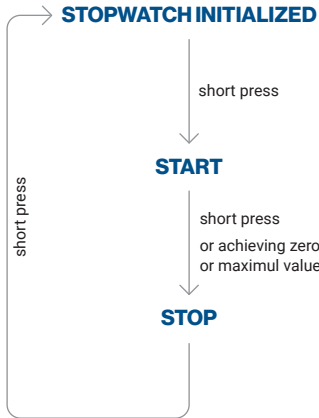 STOPWATCH INITIALIZED
short press
START
short press
short press
or achieving zero
or maximul value
STOP